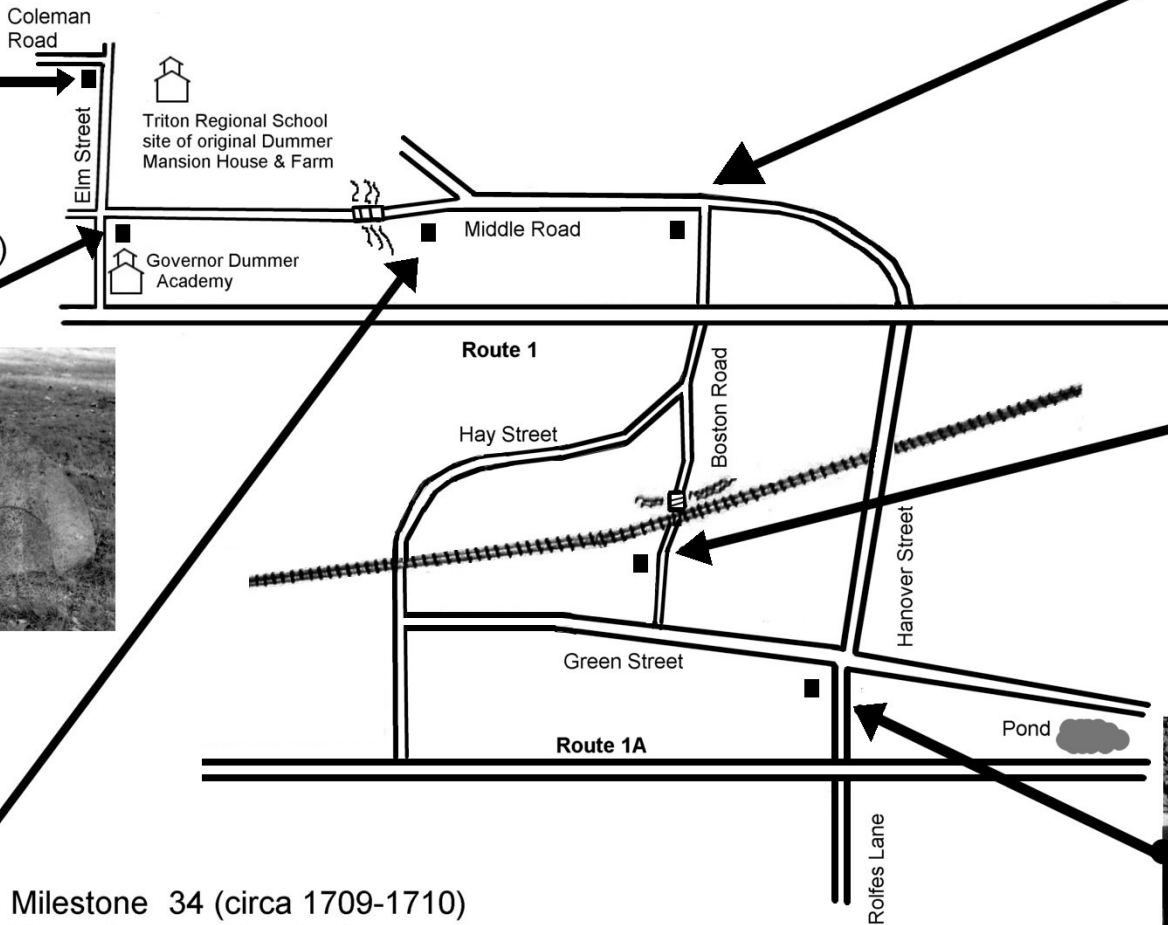 Coleman
Road
Elm Street
Triton Regional School
site of original Dummer
Mansion House & Farm
Middle Road
)
Governor Dummer
Academy
Route 1
Boston Road
Hay Street
Hanover Street
Green Street
Pond
Route 1A
Rolfes Lane
Milestone 34 (circa 1709-1710)